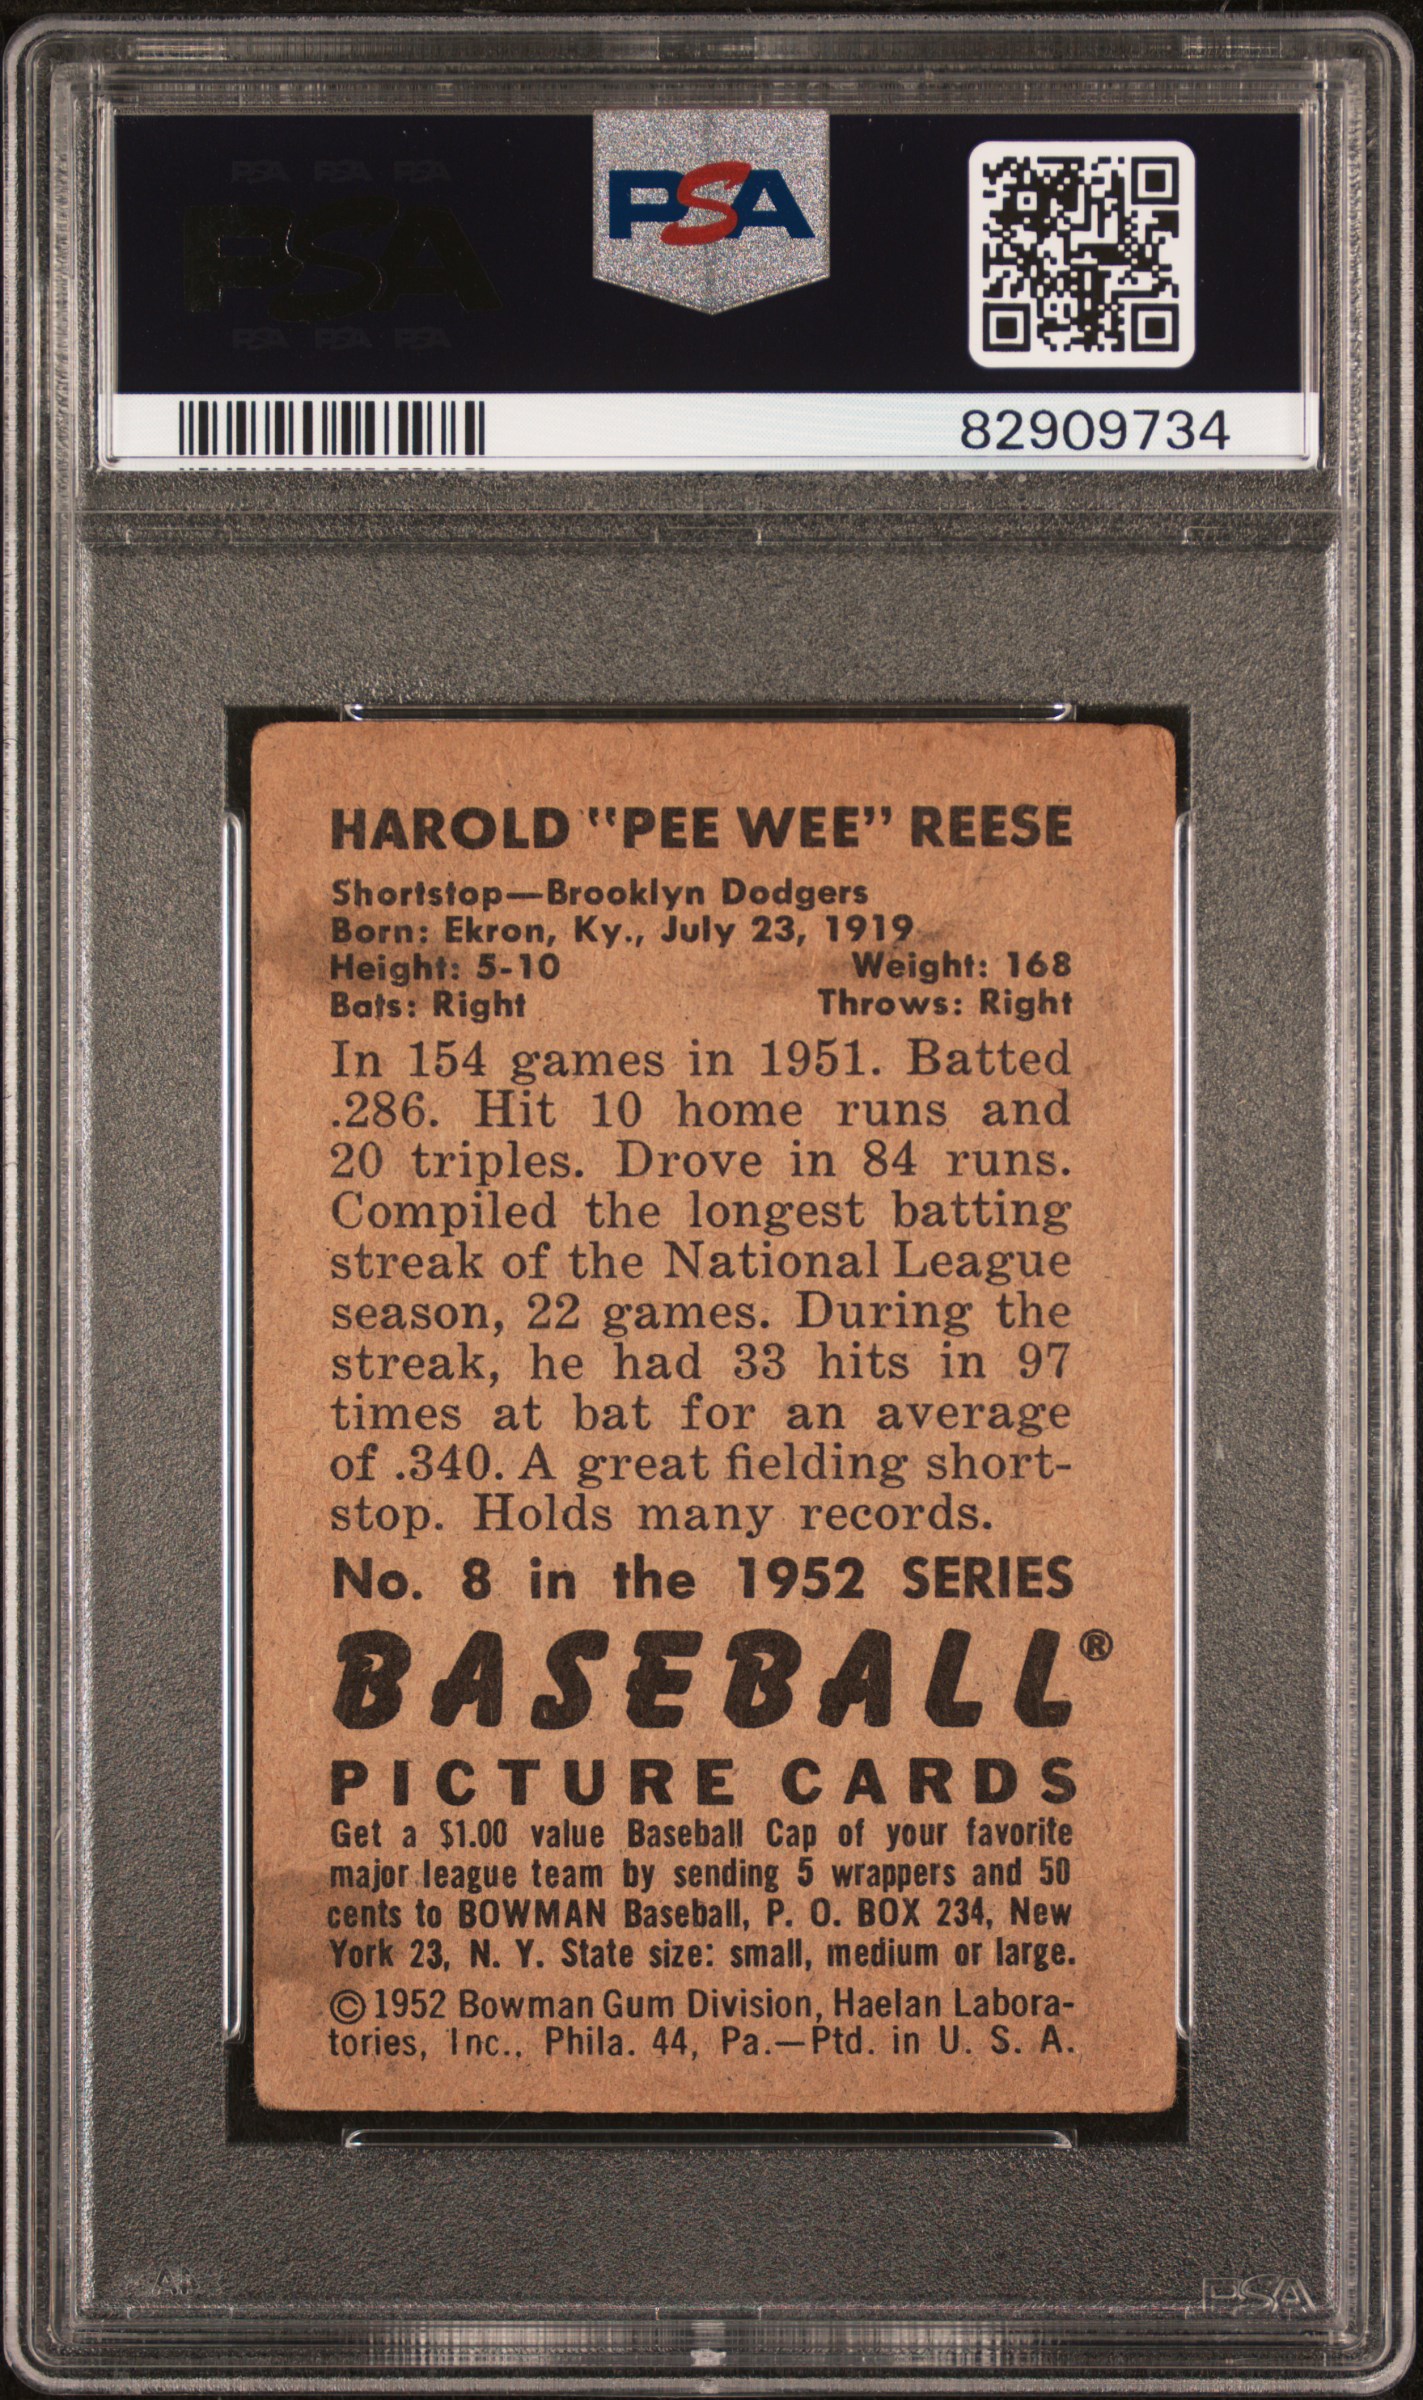 PSA PSA PSA
PSA
PSA PSA PSA
PSA
82909734
HAROLD "PEE WEE" REESE
Shortstop—Brooklyn Dodgers
Born: Ekron, Ky., July 23, 1919
Height: 5-10 Weight: 168
Bats: Right Throws: Right
In 154 games in 1951. Batted
.286. Hit 10 home runs and
20 triples. Drove in 84 runs.
Compiled the longest batting
streak of the National League
season, 22 games. During the
streak, he had 33 hits in 97
times at bat for an average
of .340. A great fielding short-
stop. Holds many records.
No. 8 in the 1952 SERIES
BASEBALL®
PICTURE CARDS
Get a $1.00 value Baseball Cap of your favorite
major league team by sending 5 wrappers and 50
cents to BOWMAN Baseball, P. O. BOX 234, New
York 23, N. Y. State size: small, medium or large.
©1952 Bowman Gum Division, Haelan Labora-
tories, Inc., Phila. 44, Pa.—Ptd. in U. S. A.
PSA